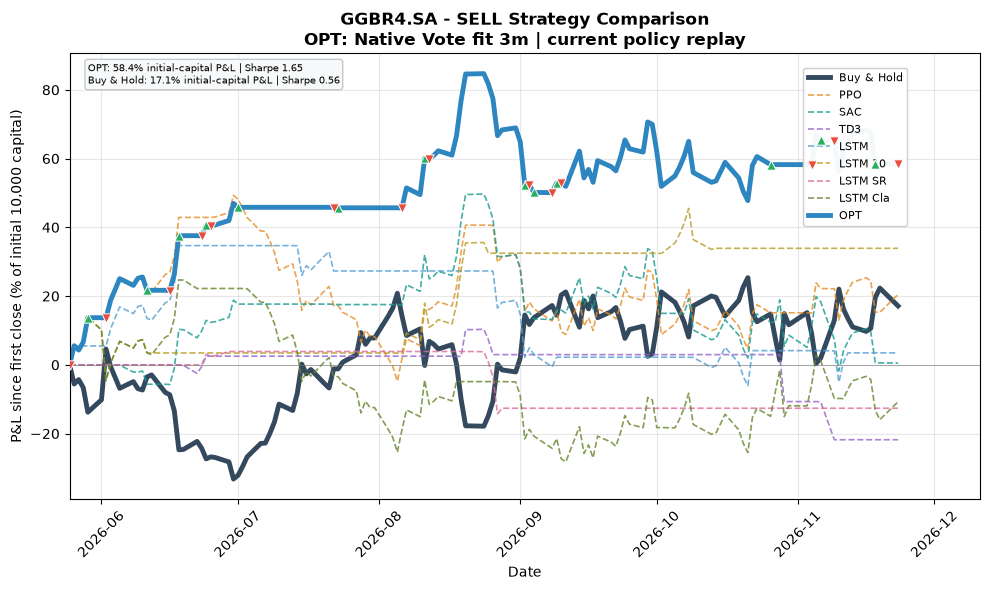 GGBR4.SA - SELL Strategy Comparison
OPT: Native Vote fit 3m | current policy replay
OPT: 58.4% initial-capital P&L | Sharpe 1.65
Buy & Hold: 17.1% initial-capital P&L | Sharpe 0.56
Buy & Hold
PPO
SAC
TD3
LSTM
LSTM
LSTM SR
LSTM Cla
OPT
P&L since first close (% of initial 10,000 capital)
80
60
40
20
0
−20
2026-06
2026-07
2026-08
2026-09
2026-10
2026-11
2026-12
Date